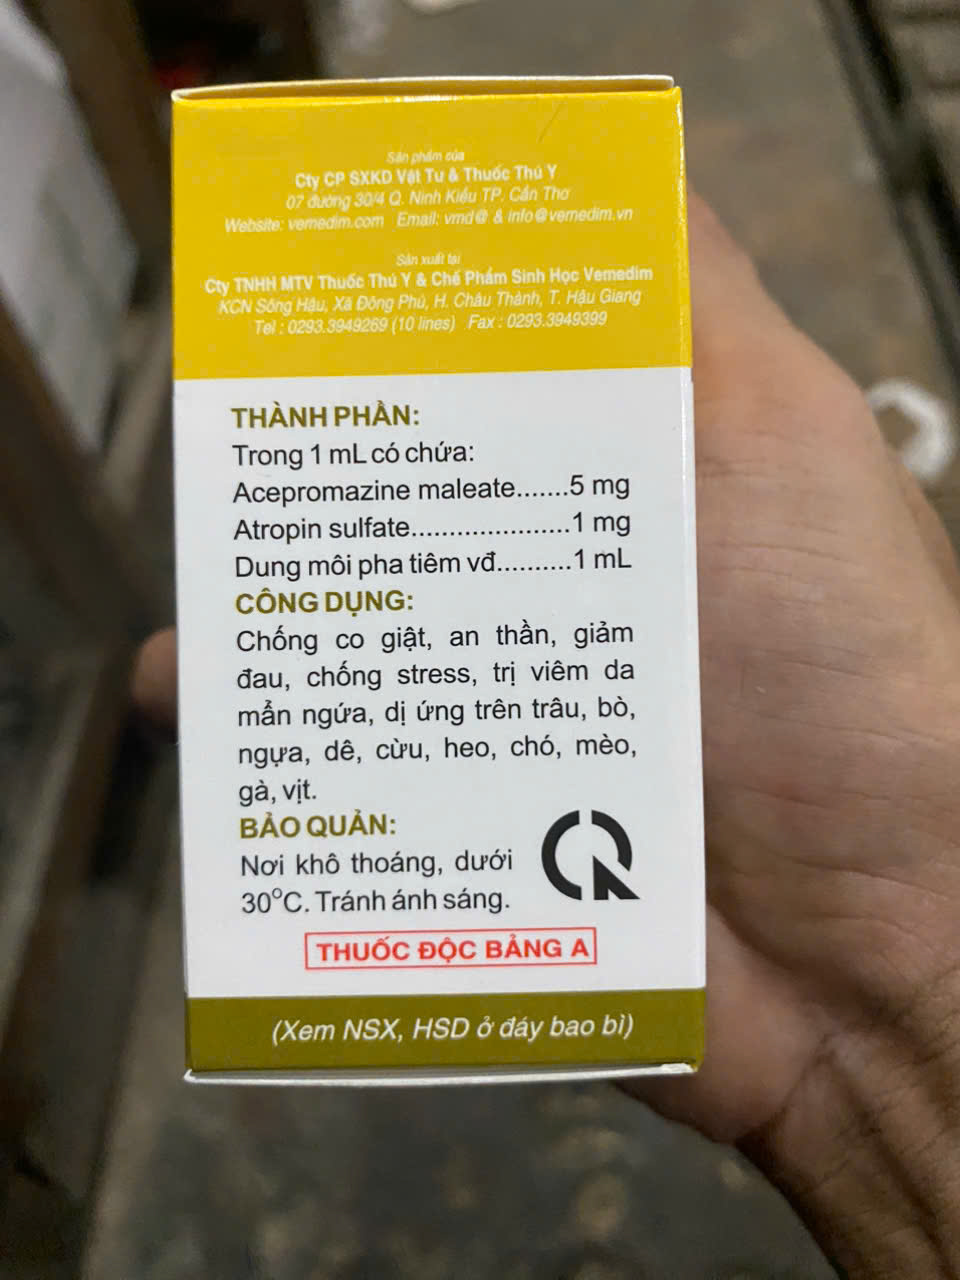 Sản phẩm của
Cty CP SXKD Vật Tư & Thuốc Thú Y
07 đường 30/4 Q. Ninh Kiều TP. Cần Thơ
Website: vemedim.com Email: vmd@ & info@vemedim.vn
Sản xuất tại
Cty TNHH MTV Thuốc Thú Y & Chế Phẩm Sinh Học Vemedim
KCN Sông Hậu, Xã Đông Phú, H. Châu Thành, T. Hậu Giang
Tel : 0293.3949269 (10 lines) Fax : 0293.3949399
THÀNH PHẦN:
Trong 1 mL có chứa:
Acepromazine maleate.......5 mg
Atropin sulfate.....................1 mg
Dung môi pha tiêm vđ..........1 mL
CÔNG DỤNG:
Chống co giật, an thần, giảm
đau, chống stress, trị viêm da
mẩn ngứa, dị ứng trên trâu, bò,
ngựa, dê, cừu, heo, chó, mèo,
gà, vịt.
BẢO QUẢN:
Nơi khô thoáng, dưới
30°C. Tránh ánh sáng.
THUỐC ĐỘC BẢNG A
(Xem NSX, HSD ở đáy bao bì)